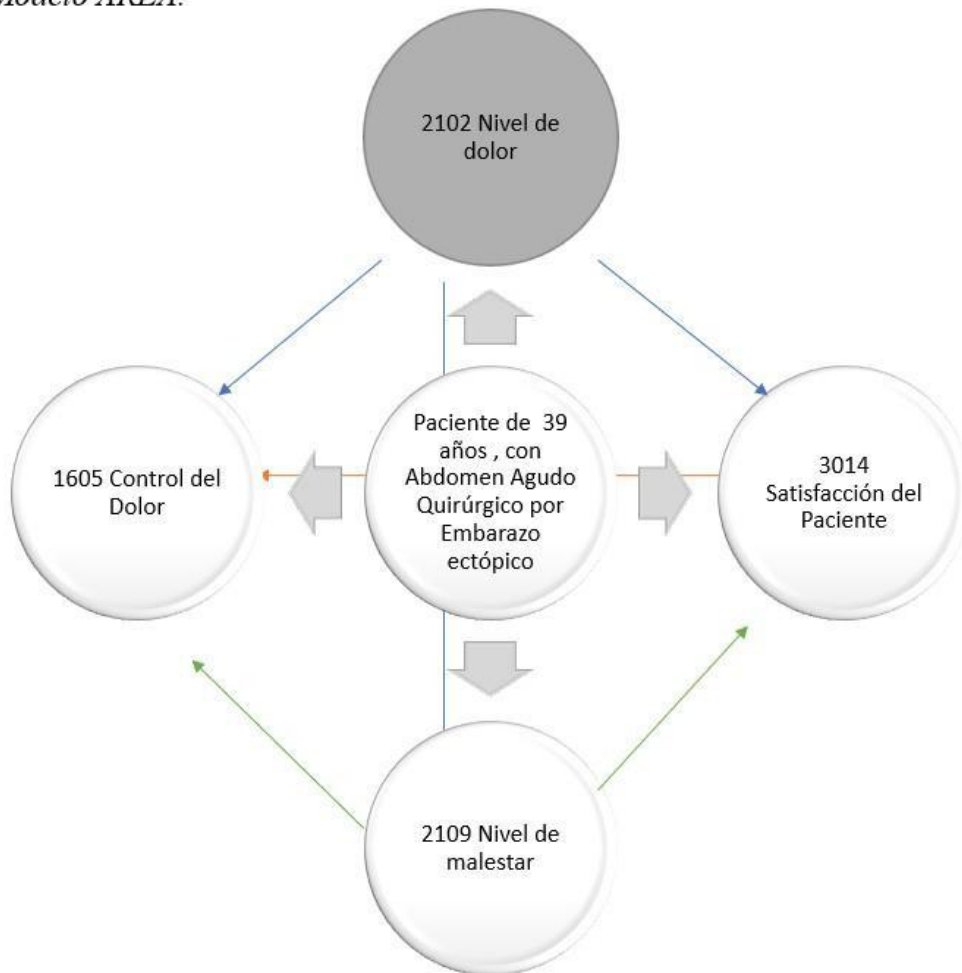 Modelo AREA.
2102 Nivel de
dolor
1605 Control del
Dolor
Paciente de  39
años , con
Abdomen Agudo
Quirúrgico por
Embarazo
ectópico
3014
Satisfacción del
Paciente
2109 Nivel de
malestar